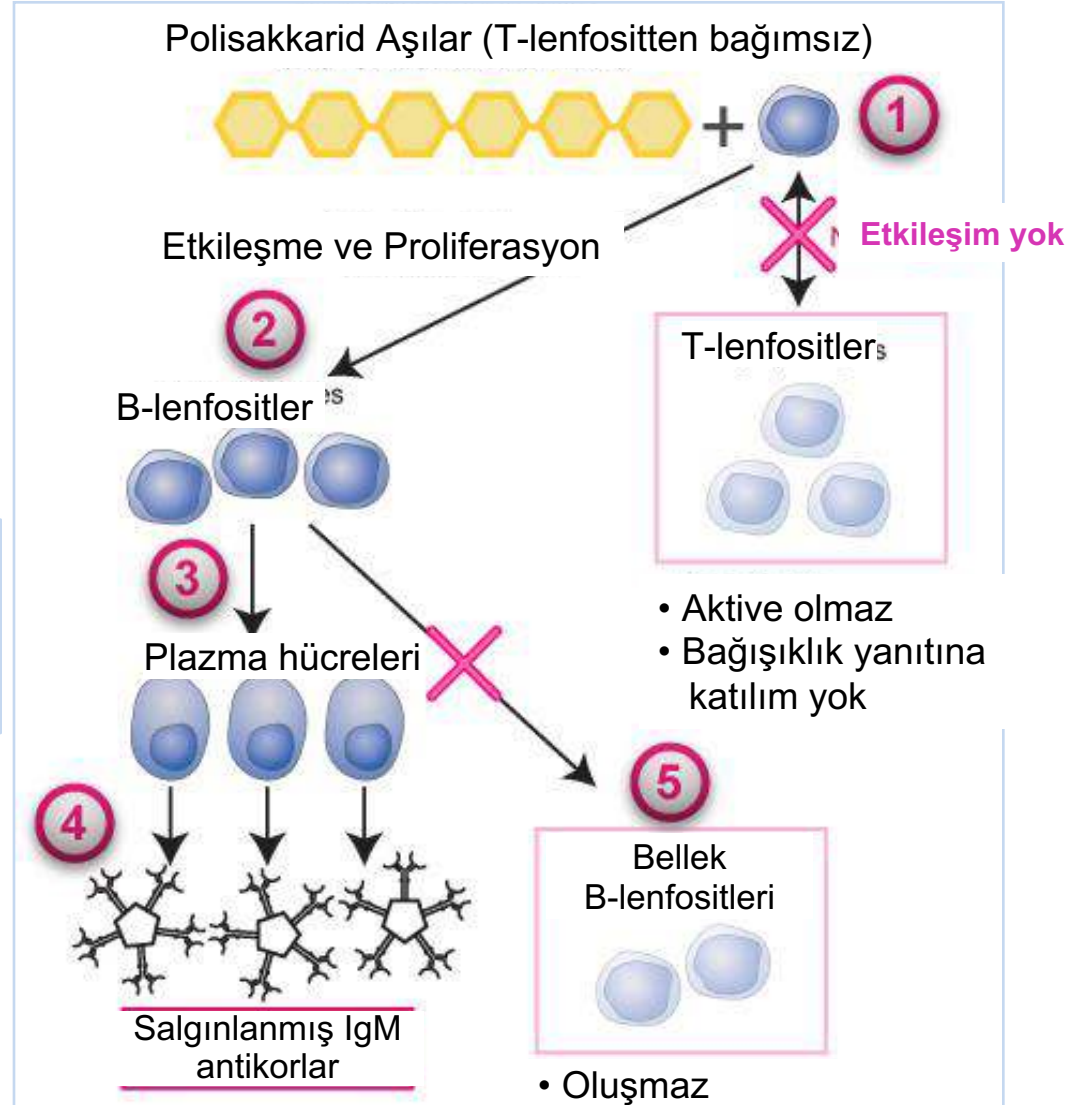 Polisakkarid Aşılar (T-lenfositten bağımsız)
+
1
Etkileşim yok
Etkileşme ve Proliferasyon
2
T-lenfositler
B-lenfositler
3
• Aktive olmaz
• Bağışıklık yanıtına
katılım yok
Plazma hücreleri
4
5
Bellek
B-lenfositleri
Salgınlanmış IgM
antikorlar
• Oluşmaz